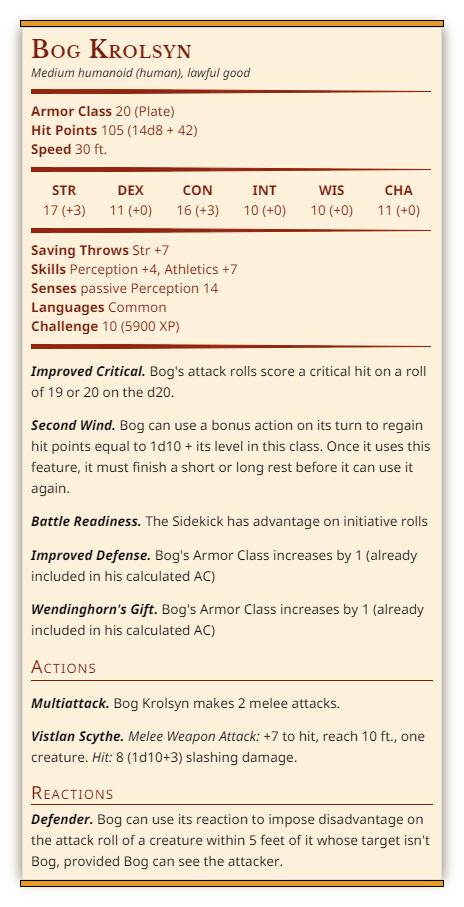 Bog Krolsyn
Medium humanoid (human), lawful good
Armor Class 20 (Plate)
Hit Points 105 (14d8 + 42)
Speed 30 ft.
STR DEX CON INT WIS CHA
17 (+3) 11 (+0) 16 (+3) 10 (+0) 10 (+0) 11 (+0)
Saving Throws Str +7
Skills Perception +4, Athletics +7
Senses passive Perception 14
Languages Common
Challenge 10 (5900 XP)
Improved Critical. Bog's attack rolls score a critical hit on a roll
of 19 or 20 on the d20.
Second Wind. Bog can use a bonus action on its turn to regain
hit points equal to 1d10 + its level in this class. Once it uses this
feature, it must finish a short or long rest before it can use it
again.
Battle Readiness. The Sidekick has advantage on initiative rolls
Improved Defense. Bog's Armor Class increases by 1 (already
included in his calculated AC)
Wendinghorn's Gift. Bog's Armor Class increases by 1 (already
included in his calculated AC)
Actions
Multiattack. Bog Krolsyn makes 2 melee attacks.
Vistlan Scythe. Melee Weapon Attack: +7 to hit, reach 10 ft., one
creature. Hit: 8 (1d10+3) slashing damage.
Reactions
Defender. Bog can use its reaction to impose disadvantage on
the attack roll of a creature within 5 feet of it whose target isn't
Bog, provided Bog can see the attacker.